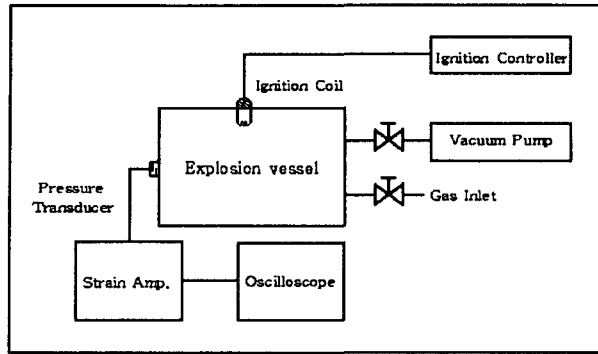 Ignition Controller
Ignition Coil
Vacuum Pump
Explosion vessel
Pressure
Transducer
Gas Inlet
Strain Amp.
Oscilloscope